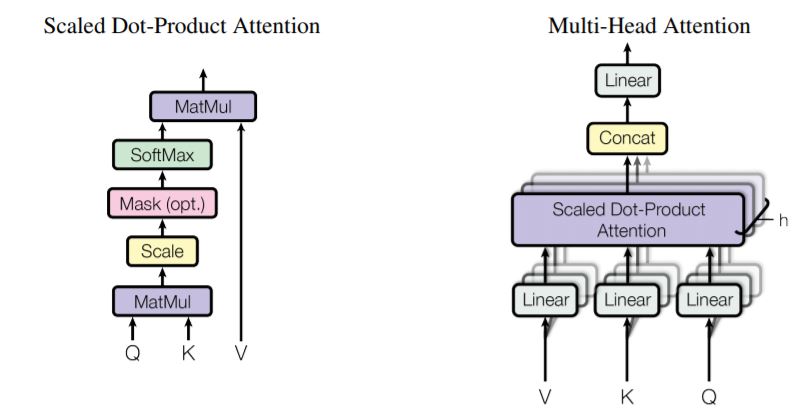 Scaled Dot-Product Attention
MatMul
SoftMax
Mask (opt.)
Scale
MatMul
Q K V
Multi-Head Attention
Linear
Concat
Scaled Dot-Product
Attention
h
Linear Linear Linear
V K Q